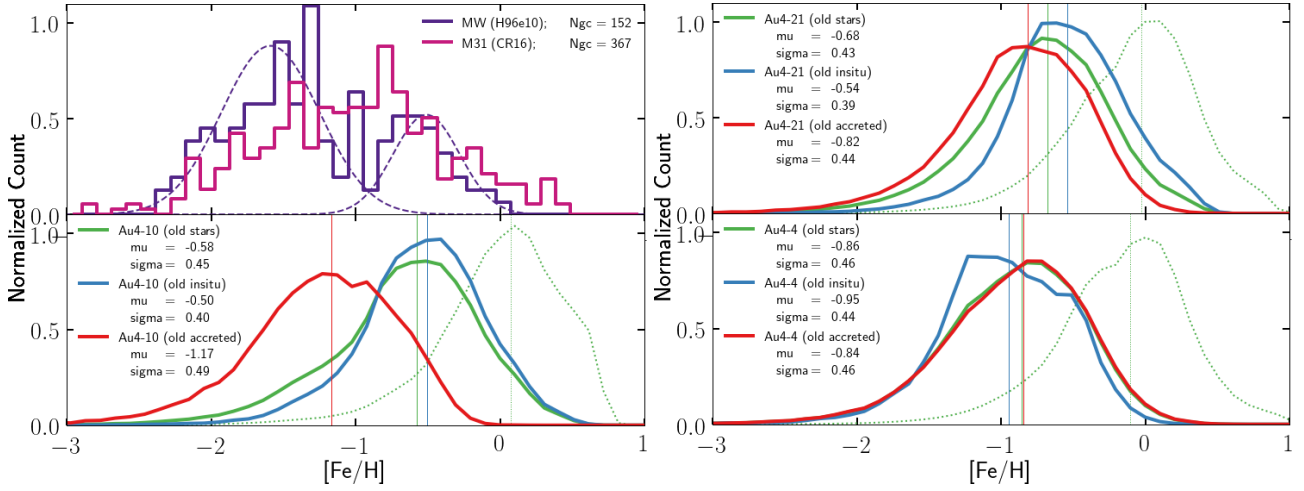 MW (H96e10); Ngc = 152
M31 (CR16); Ngc = 367
1.0
0.5
0.0
Normalized Count
Au4-10 (old stars)
mu = -0.58
sigma = 0.45
Au4-10 (old insitu)
mu = -0.50
sigma = 0.40
Au4-10 (old accreted)
mu = -1.17
sigma = 0.49
1.0
0.5
0.0
−3
−2
−1
0
1
[Fe/H]
Au4-21 (old stars)
mu = -0.68
sigma = 0.43
Au4-21 (old insitu)
mu = -0.54
sigma = 0.39
Au4-21 (old accreted)
mu = -0.82
sigma = 0.44
1.0
0.5
0.0
Normalized Count
Au4-4 (old stars)
mu = -0.86
sigma = 0.46
Au4-4 (old insitu)
mu = -0.95
sigma = 0.44
Au4-4 (old accreted)
mu = -0.84
sigma = 0.46
1.0
0.5
0.0
−3
−2
−1
0
1
[Fe/H]